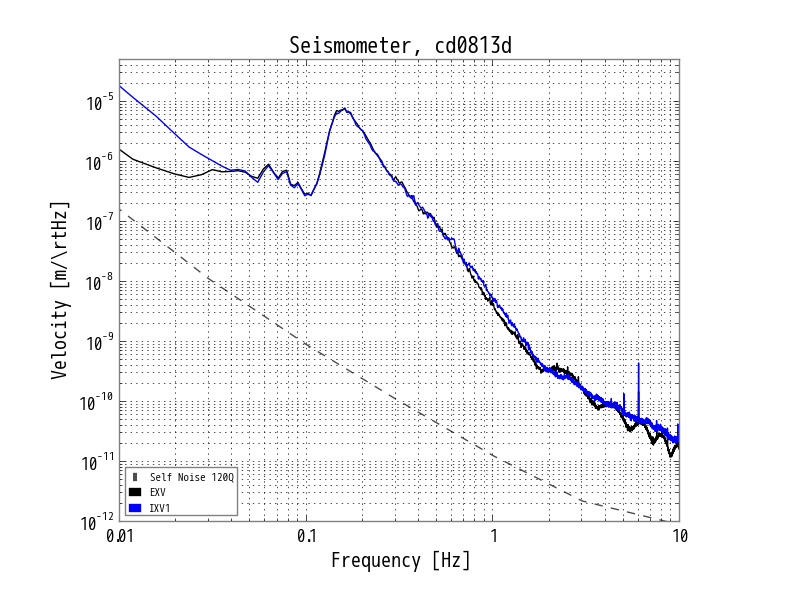 Seismometer, cd0813d
Velocity [m/\rtHz]
10^-5
10^-6
10^-7
10^-8
10^-9
10^-10
10^-11
10^-12
Self Noise 120Q
EXV
IXV1
0.01 0.1 1 10
Frequency [Hz]